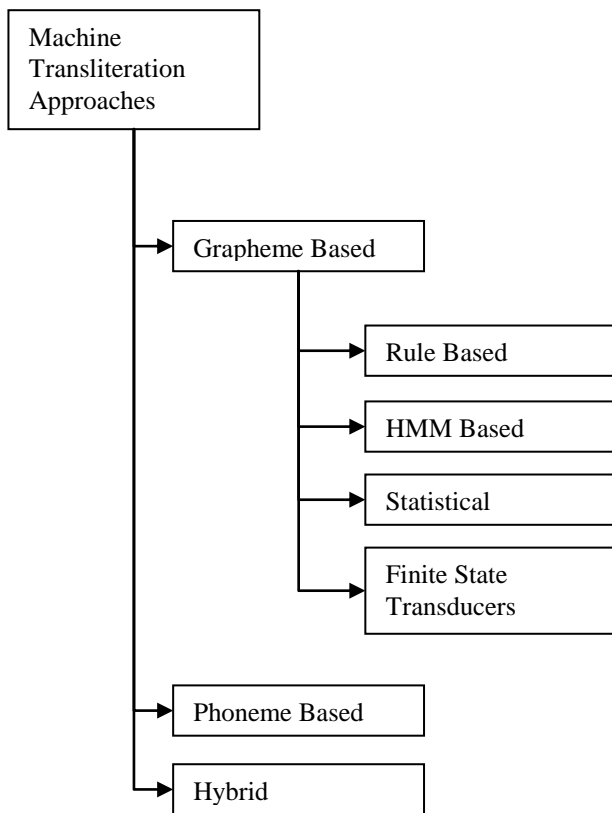 Machine
Transliteration
Approaches
Grapheme Based
Rule Based
HMM Based
Statistical
Finite State
Transducers
Phoneme Based
Hybrid